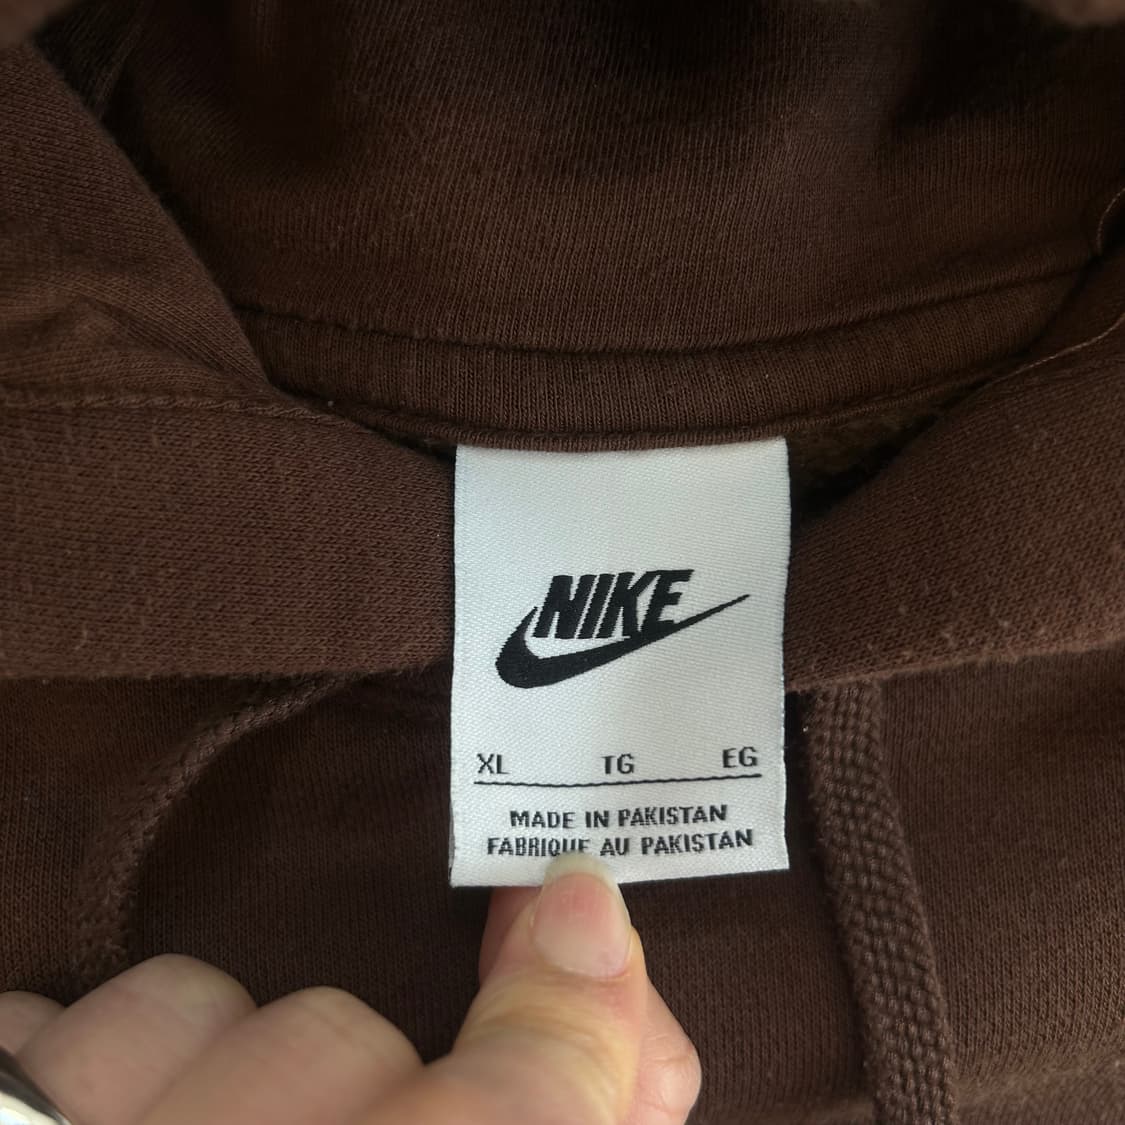 NIKE
XL TG EG
MADE IN PAKISTAN
FABRIQUE AU PAKISTAN